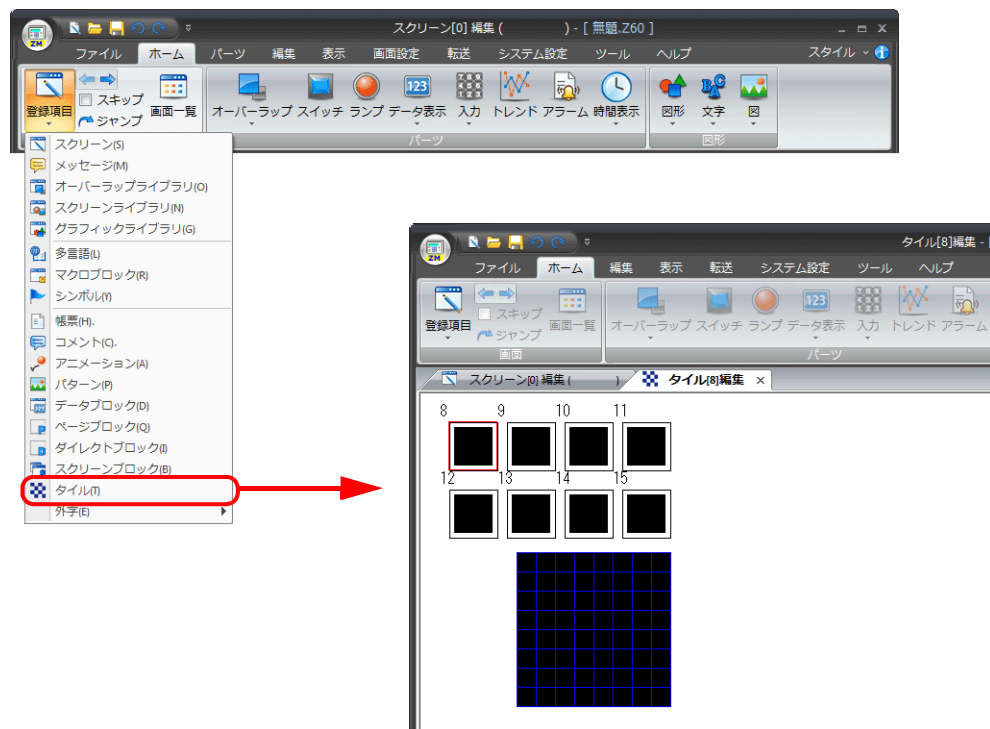 スクリーン[0] 編集 ( ) - [ 無題.Z60 ]
ZM
ファイル ホーム パーツ 編集 表示 画面設定 転送 システム設定 ツール ヘルプ スタイル
登録項目 スキップ ジャンプ 画面一覧 オーバーラップ スイッチ ランプ データ表示 入力 トレンド アラーム 時間表示 図形 文字 図
パーツ 図形
スクリーン(S)
メッセージ(M)
オーバーラップライブラリ(O)
スクリーンライブラリ(N)
グラフィックライブラリ(G)
多言語(L)
マクロブロック(R)
シンボル(Y)
帳票(H).
コメント(C).
アニメーション(A)
パターン(P)
データブロック(D)
ページブロック(Q)
ダイレクトブロック(I)
スクリーンブロック(B)
タイル(T)
外字(E)
タイル[8]編集 - [
ZM
ファイル ホーム 編集 表示 転送 システム設定 ツール ヘルプ
登録項目 スキップ ジャンプ 画面一覧 オーバーラップ スイッチ ランプ データ表示 入力 トレンド アラーム
画面 パーツ
スクリーン[0] 編集 ( ) タイル[8]編集 ×
8 9 10 11
12 13 14 15